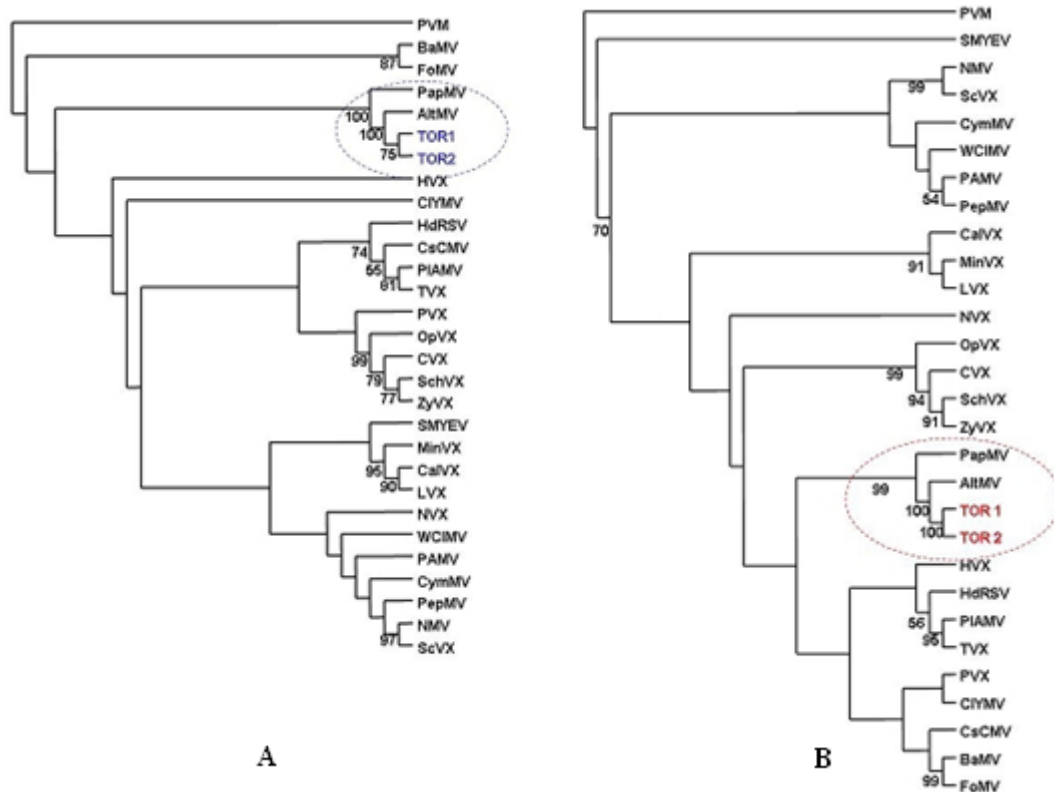 PVM
BaMV
87
FoMV
PapMV
100
AltMV
100
TOR1
75
TOR2
HVX
ClYMV
HdRSV
74
CsCMV
55
PlAMV
81
TVX
PVX
OpVX
99
CVX
79
SchVX
77
ZyVX
SMYEV
MinVX
95
CalVX
90
LVX
NVX
WClMV
PAMV
CymMV
PepMV
NMV
97
ScVX
A
PVM
SMYEV
NMV
99
ScVX
CymMV
WClMV
PAMV
54
PepMV
70
CalVX
91
MinVX
LVX
NVX
OpVX
99
CVX
94
SchVX
91
ZyVX
PapMV
99
AltMV
100
TOR 1
100
TOR 2
HVX
HdRSV
56
PlAMV
95
TVX
PVX
ClYMV
CsCMV
BaMV
99
FoMV
B